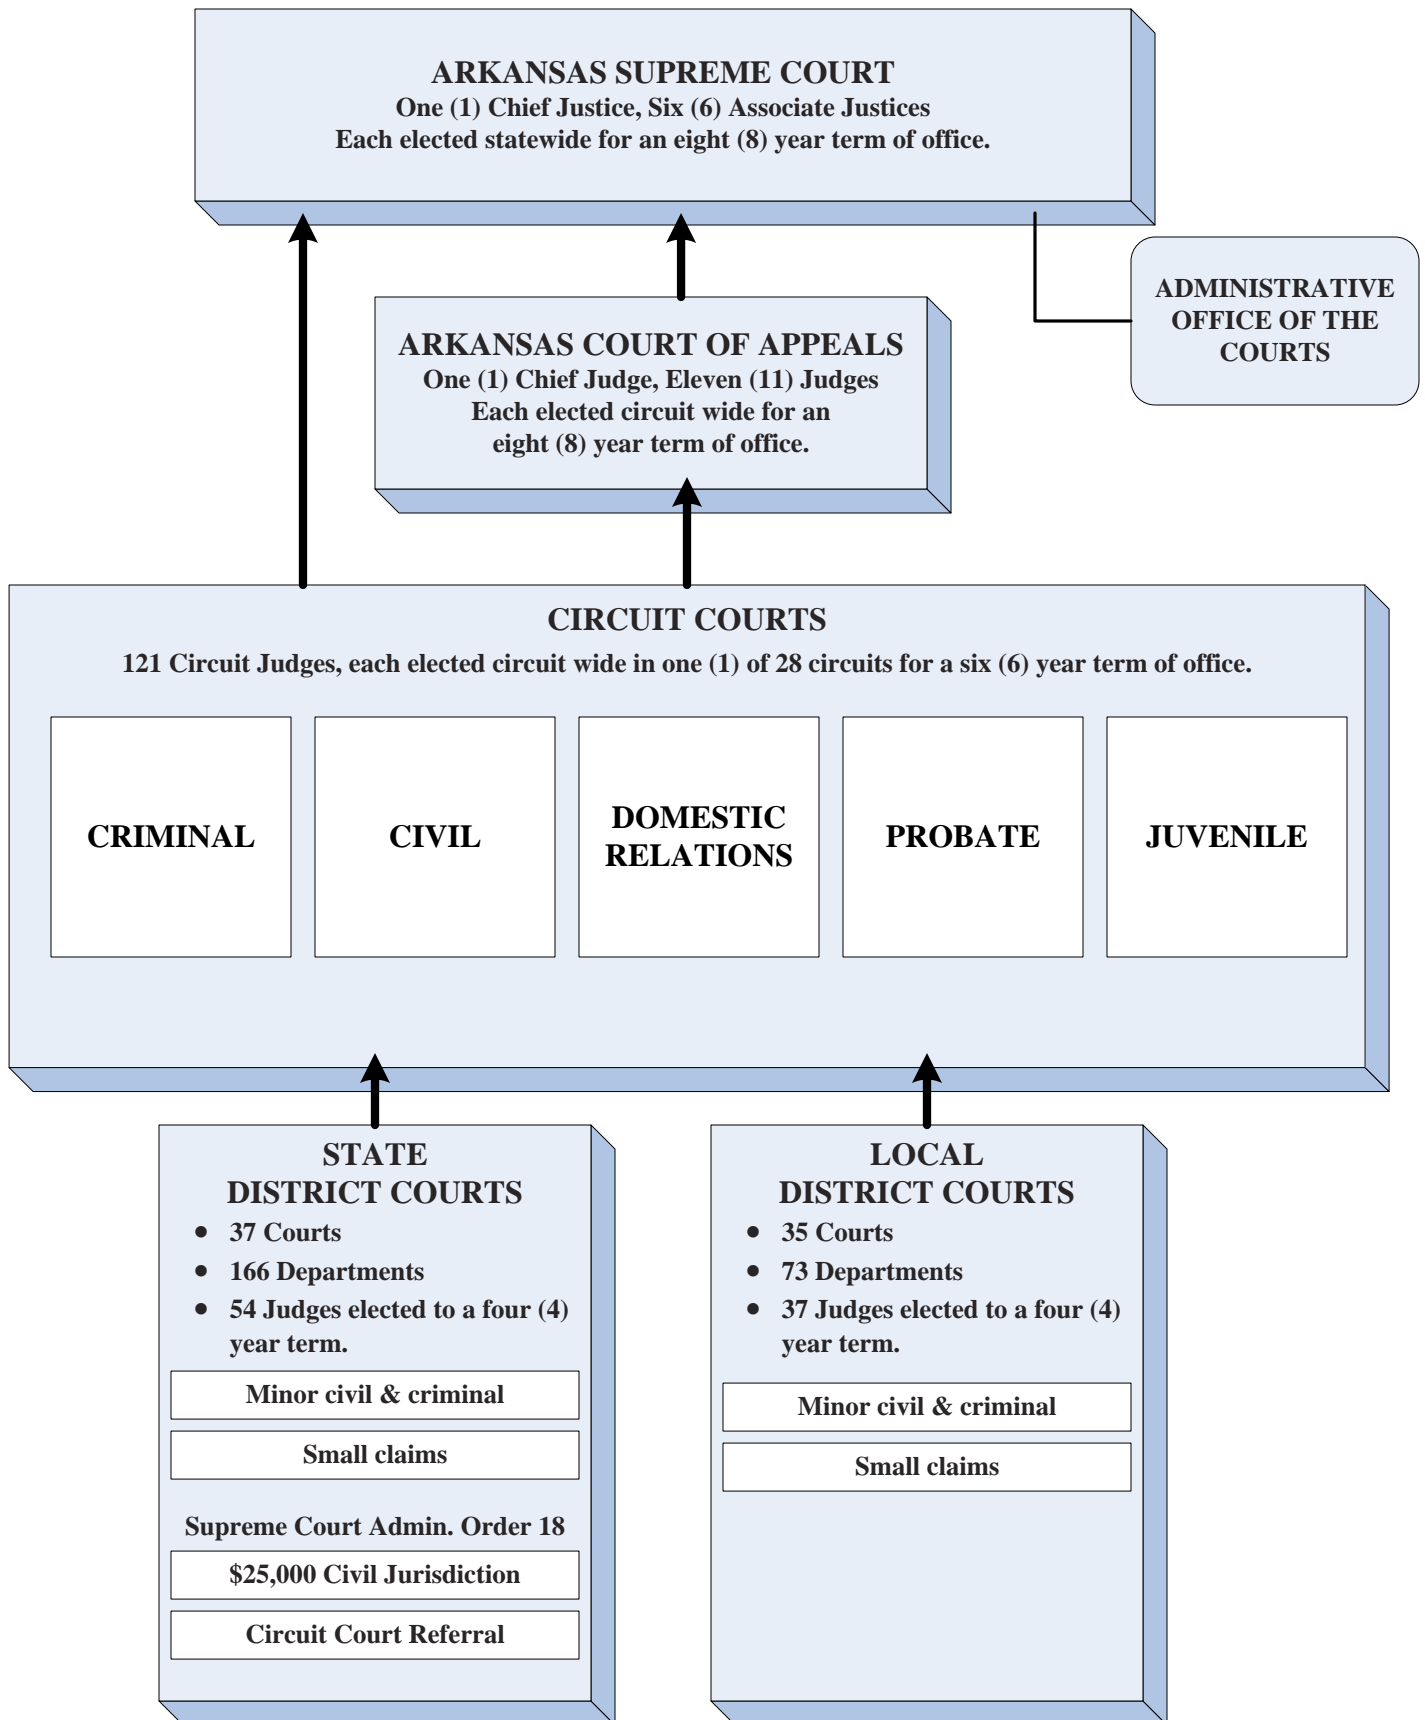 ARKANSAS SUPREME COURT
One (1) Chief Justice, Six (6) Associate Justices
Each elected statewide for an eight (8) year term of office.
ADMINISTRATIVE
OFFICE OF THE
COURTS
ARKANSAS COURT OF APPEALS
One (1) Chief Judge, Eleven (11) Judges
Each elected circuit wide for an
eight (8) year term of office.
CIRCUIT COURTS
121 Circuit Judges, each elected circuit wide in one (1) of 28 circuits for a six (6) year term of office.
CRIMINAL
CIVIL
DOMESTIC
RELATIONS
PROBATE
JUVENILE
STATE
DISTRICT COURTS
• 37 Courts
• 166 Departments
• 54 Judges elected to a four (4)
year term.
Minor civil & criminal
Small claims
Supreme Court Admin. Order 18
$25,000 Civil Jurisdiction
Circuit Court Referral
LOCAL
DISTRICT COURTS
• 35 Courts
• 73 Departments
• 37 Judges elected to a four (4)
year term.
Minor civil & criminal
Small claims